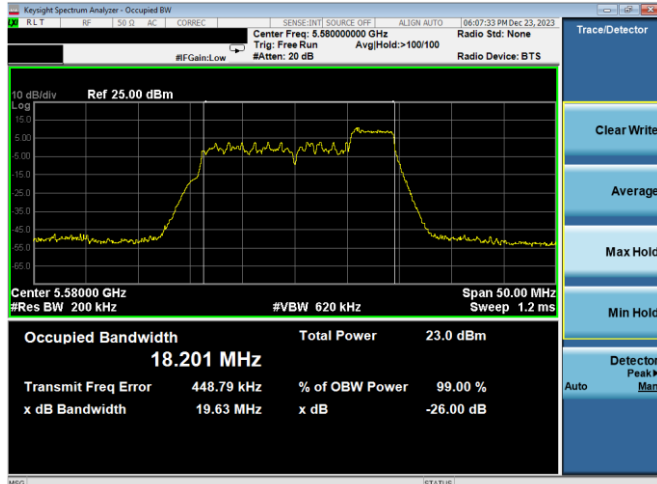 Keysight Spectrum Analyzer - Occupied BW
RLT RF 50 Ω AC CORREC SENSE:INT SOURCE OFF ALIGN AUTO 06:07:33 PM Dec 23, 2023
Center Freq: 5.580000000 GHz Radio Std: None
Trig: Free Run Avg|Hold:>100/100
#IFGain:Low #Atten: 20 dB Radio Device: BTS
Trace/Detector
10 dB/div Ref 25.00 dBm
Log
15.0
5.00
-5.00
-15.0
-25.0
-35.0
-45.0
-55.0
-65.0
Center 5.58000 GHz Span 50.00 MHz
#Res BW 200 kHz #VBW 620 kHz Sweep 1.2 ms
Occupied Bandwidth Total Power 23.0 dBm
18.201 MHz
Transmit Freq Error 448.79 kHz % of OBW Power 99.00 %
x dB Bandwidth 19.63 MHz x dB -26.00 dB
Clear Write
Average
Max Hold
Min Hold
Detector
Peak▶
Auto Man
MSG STATUS